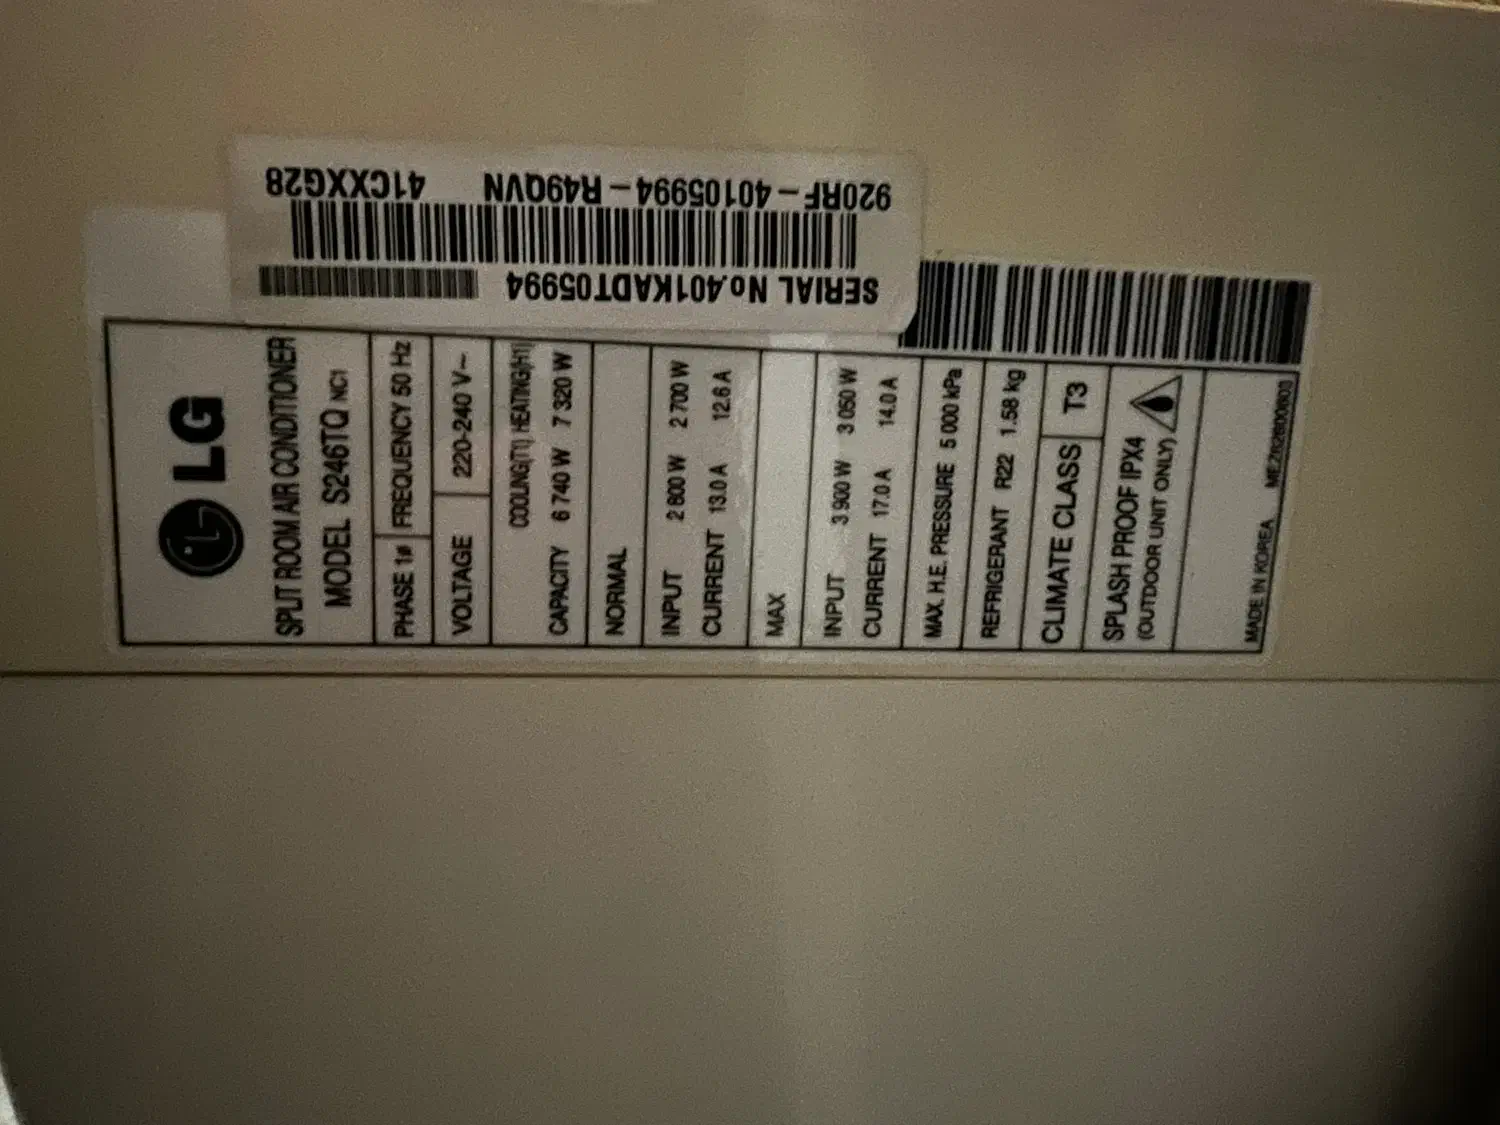 920RF-40105994-R49QVN 41CXXG28
SERIAL No.401KADT05994
LG
SPLIT ROOM AIR CONDITIONER
MODEL S246TQ NC1
PHASE 1ø FREQUENCY 50 Hz
VOLTAGE 220-240 V~
COOLING(T1) HEATING(H1)
CAPACITY 6 740 W 7 320 W
NORMAL
INPUT 2 800 W 2 700 W
CURRENT 13.0 A 12.6 A
MAX
INPUT 3 900 W 3 050 W
CURRENT 17.0 A 14.0 A
MAX. H.E. PRESSURE 5 000 kPa
REFRIGERANT R22 1.58 kg
CLIMATE CLASS T3
SPLASH PROOF IPX4
(OUTDOOR UNIT ONLY)
MADE IN KOREA